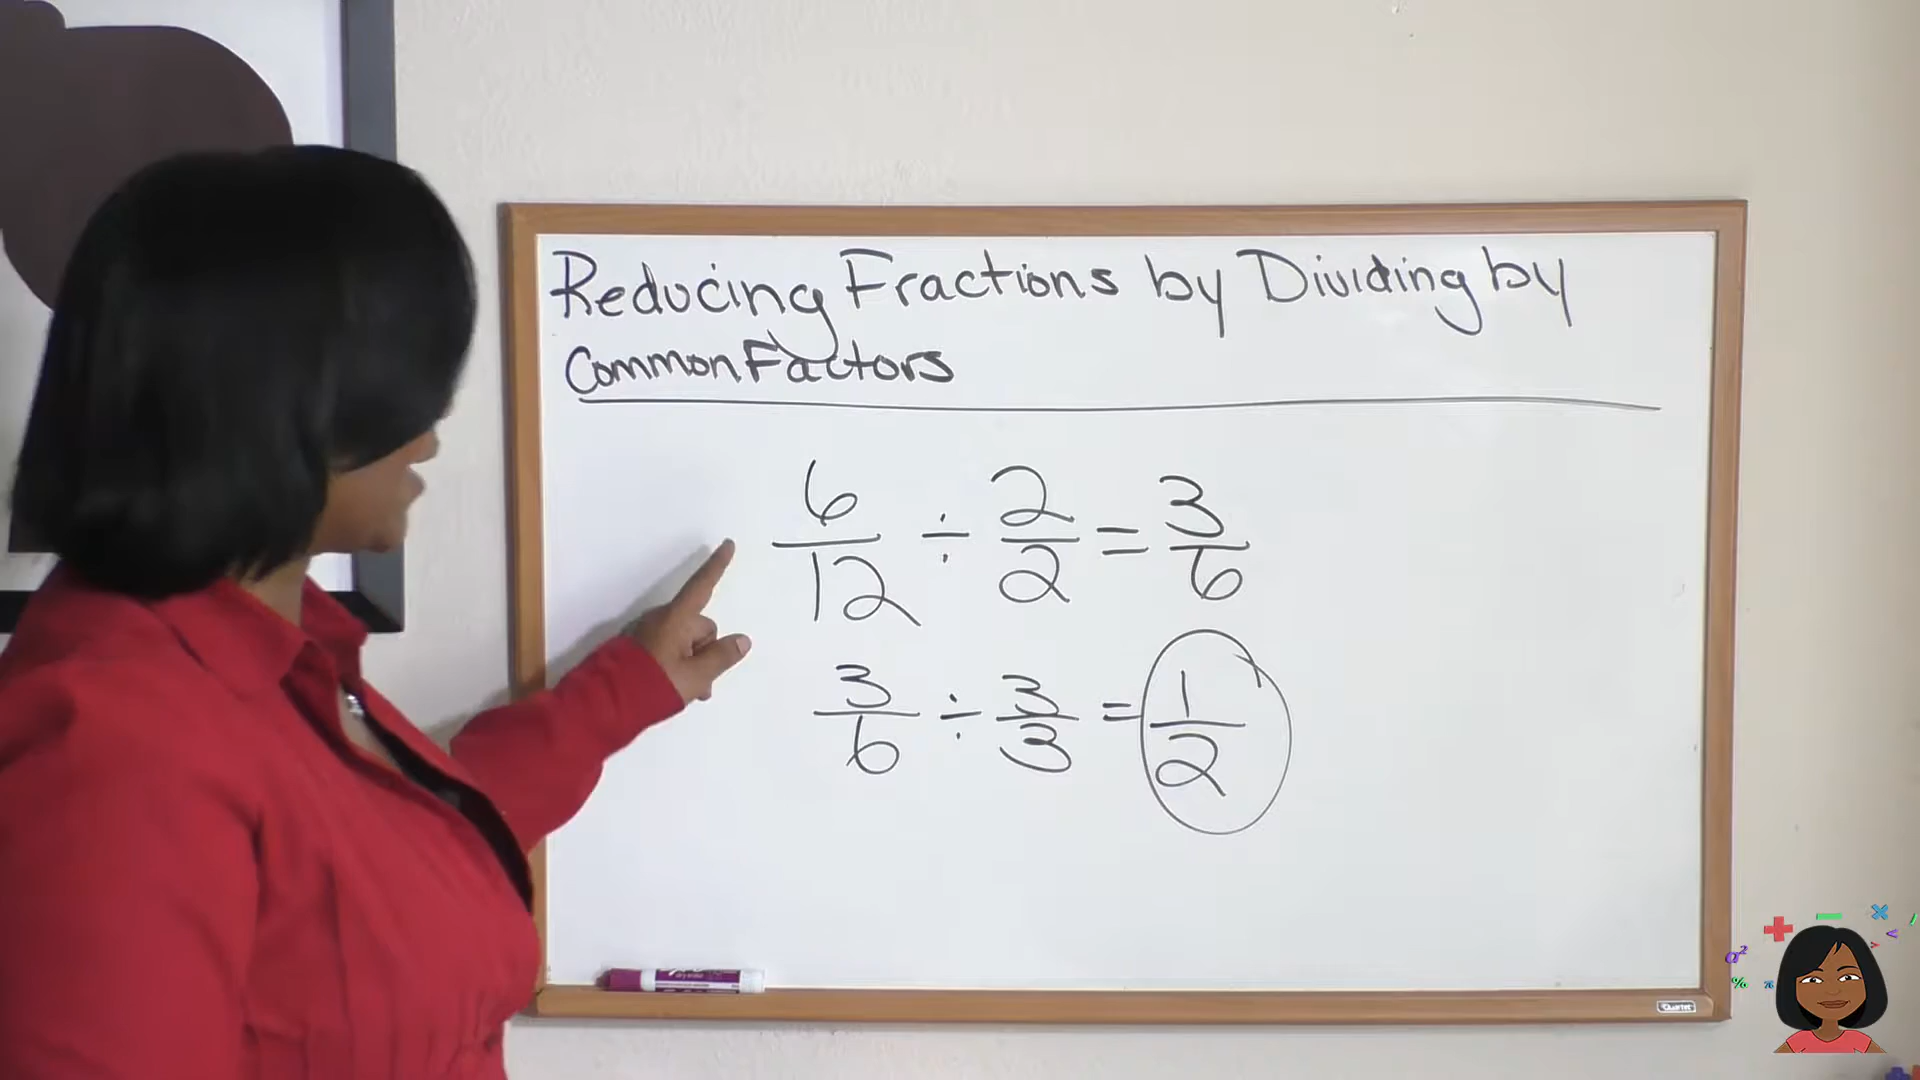 Reducing Fractions by Dividing by
Common Factors
6/12 ÷ 2/2 = 3/6
3/6 ÷ 3/3 = 1/2
Quartet